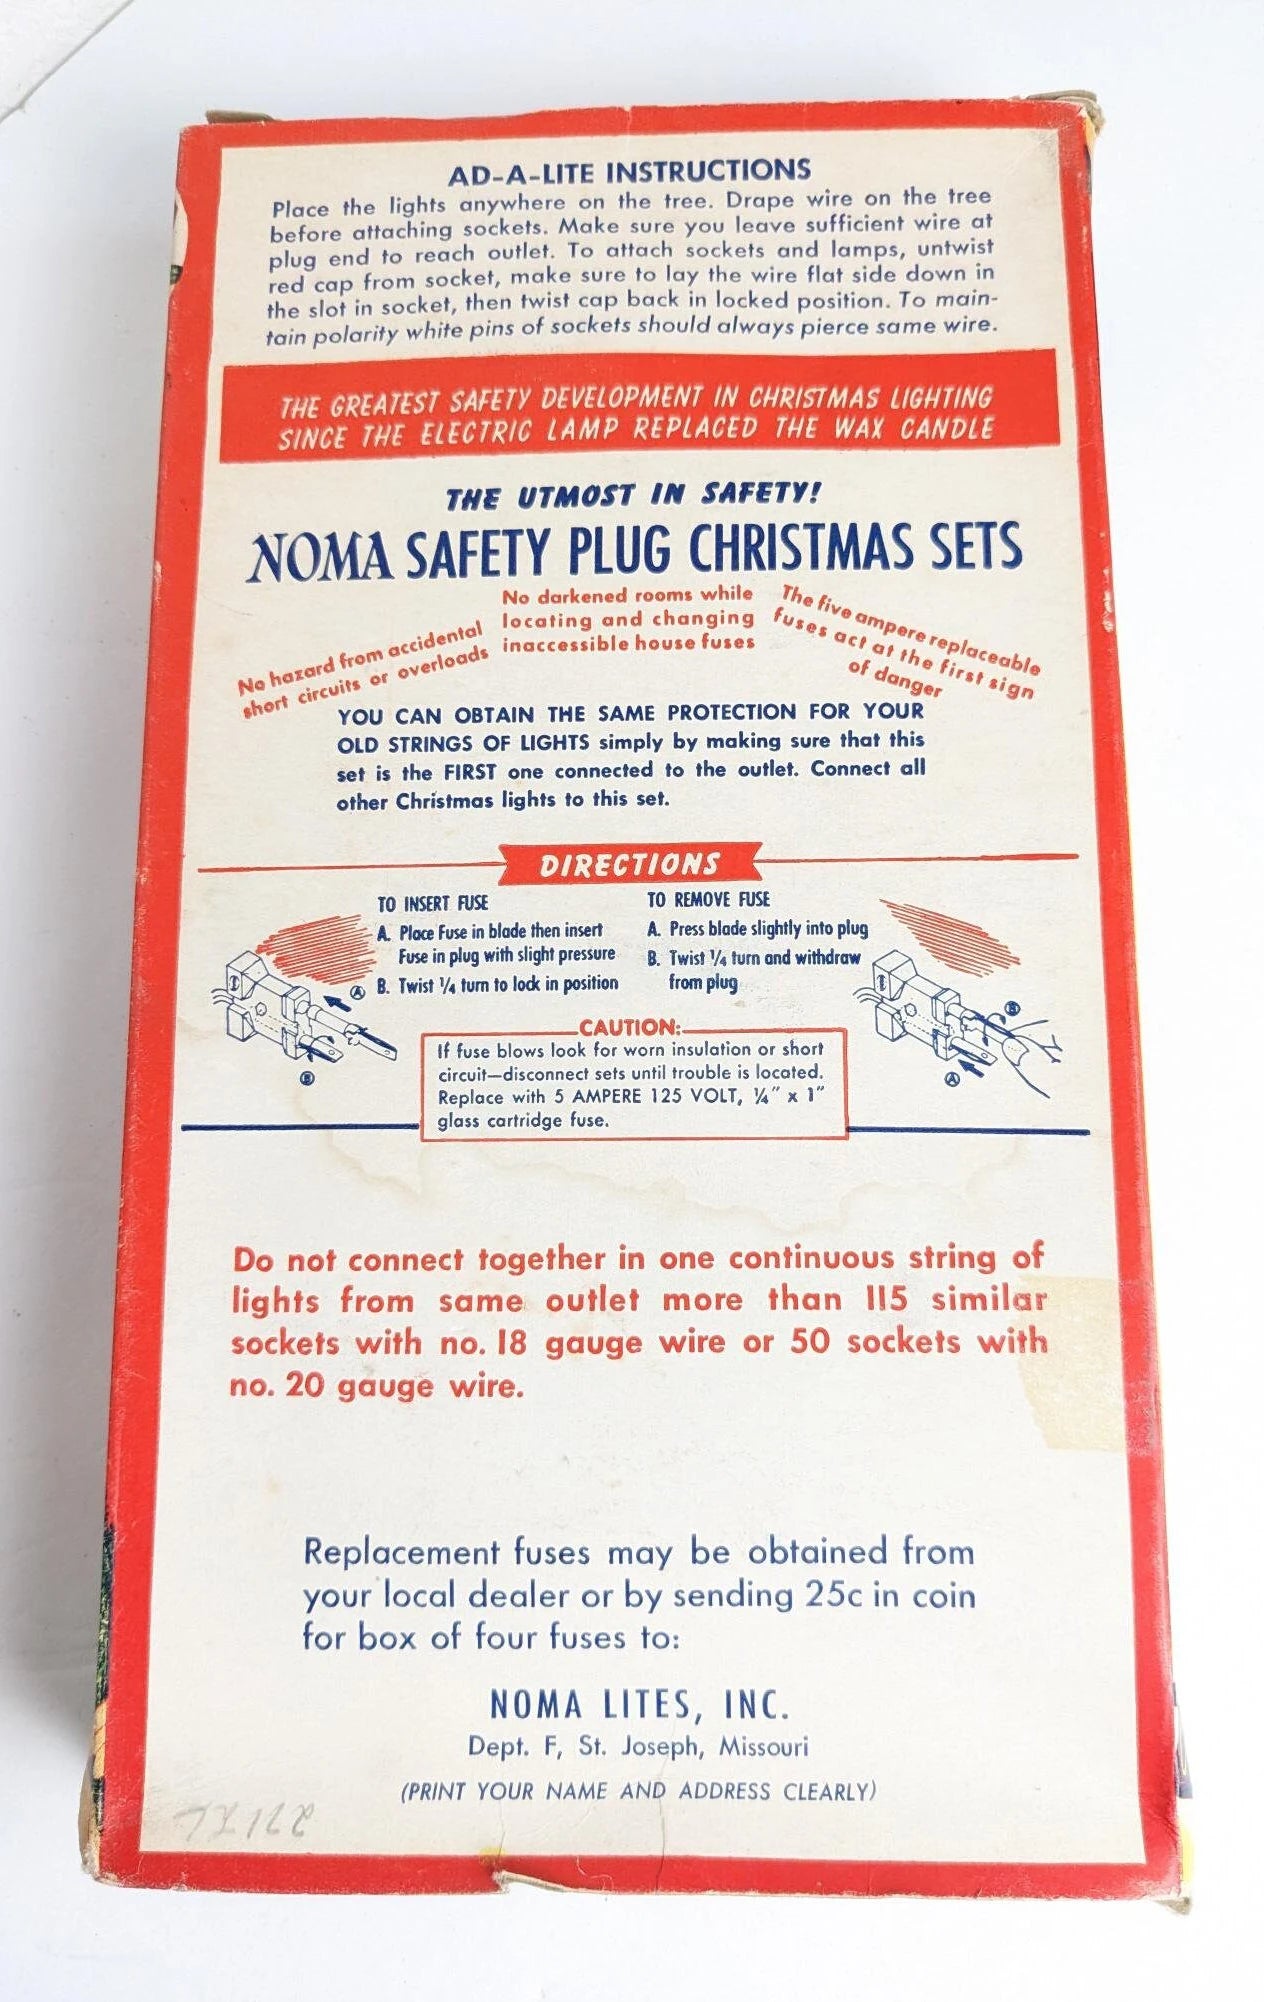 AD-A-LITE INSTRUCTIONS
Place the lights anywhere on the tree. Drape wire on the tree
before attaching sockets. Make sure you leave sufficient wire at
plug end to reach outlet. To attach sockets and lamps, untwist
red cap from socket, make sure to lay the wire flat side down in
the slot in socket, then twist cap back in locked position. To main-
tain polarity white pins of sockets should always pierce same wire.
THE GREATEST SAFETY DEVELOPMENT IN CHRISTMAS LIGHTING
SINCE THE ELECTRIC LAMP REPLACED THE WAX CANDLE
THE UTMOST IN SAFETY!
NOMA SAFETY PLUG CHRISTMAS SETS
No hazard from accidental
short circuits or overloads
No darkened rooms while
locating and changing
inaccessible house fuses
The five ampere replaceable
fuses act at the first sign
of danger
YOU CAN OBTAIN THE SAME PROTECTION FOR YOUR
OLD STRINGS OF LIGHTS simply by making sure that this
set is the FIRST one connected to the outlet. Connect all
other Christmas lights to this set.
DIRECTIONS
TO INSERT FUSE
A. Place Fuse in blade then insert
Fuse in plug with slight pressure
B. Twist ¼ turn to lock in position
A
B
TO REMOVE FUSE
A. Press blade slightly into plug
B. Twist ¼ turn and withdraw
from plug
B
A
CAUTION:
If fuse blows look for worn insulation or short
circuit—disconnect sets until trouble is located.
Replace with 5 AMPERE 125 VOLT, ¼" x 1"
glass cartridge fuse.
Do not connect together in one continuous string of
lights from same outlet more than 115 similar
sockets with no. 18 gauge wire or 50 sockets with
no. 20 gauge wire.
Replacement fuses may be obtained from
your local dealer or by sending 25c in coin
for box of four fuses to:
NOMA LITES, INC.
Dept. F, St. Joseph, Missouri
(PRINT YOUR NAME AND ADDRESS CLEARLY)